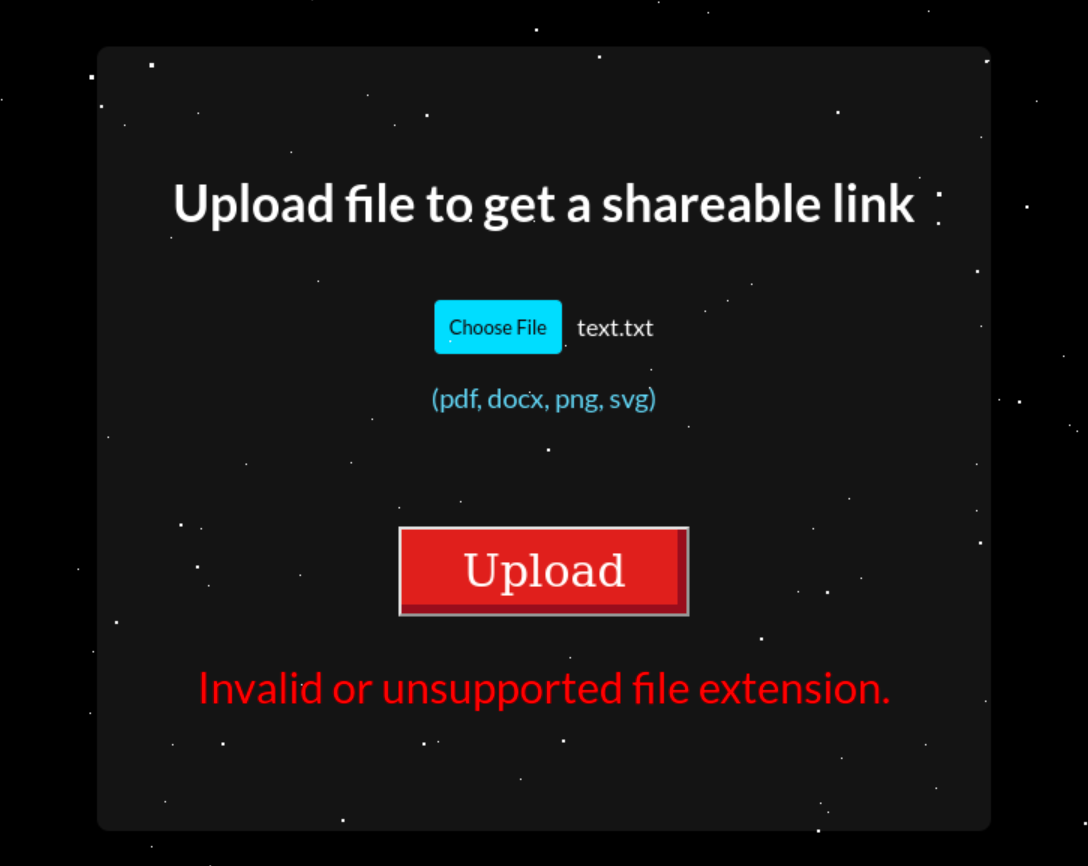 Upload file to get a shareable link
Choose File text.txt
(pdf, docx, png, svg)
Upload
Invalid or unsupported file extension.